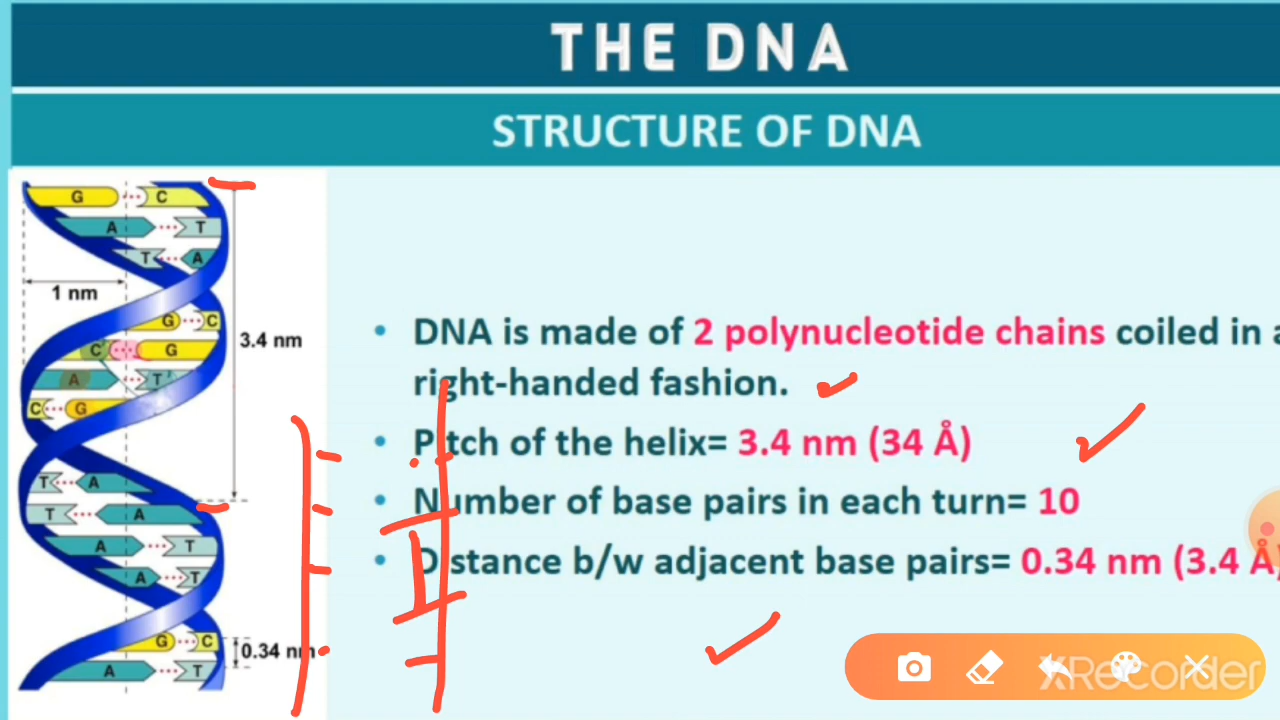 THE DNA
STRUCTURE OF DNA
G C
A T
T A
1 nm
G C
3.4 nm
C G
A T
C G
T A
T A
A T
A T
G C
0.34 nm
A T
• DNA is made of 2 polynucleotide chains coiled in a
right-handed fashion.
• Pitch of the helix= 3.4 nm (34 Å)
• Number of base pairs in each turn= 10
• Distance b/w adjacent base pairs= 0.34 nm (3.4 Å)
XRecorder